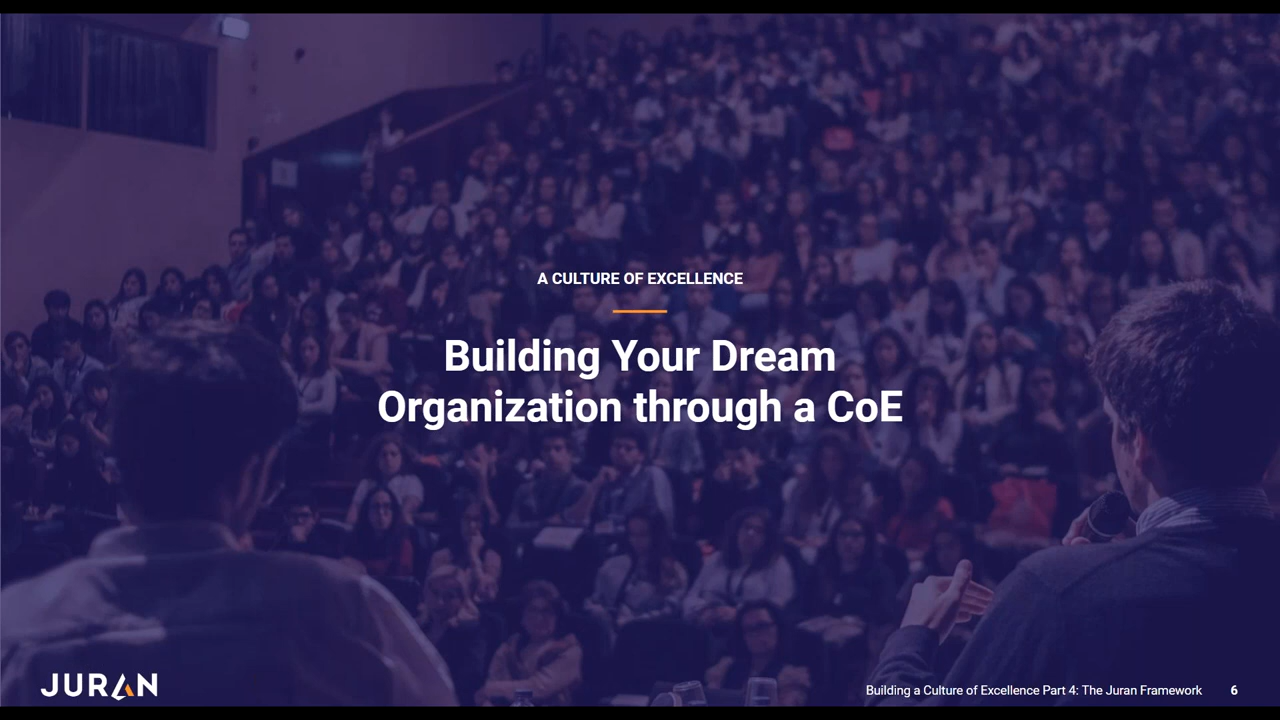 A CULTURE OF EXCELLENCE
Building Your Dream
Organization through a CoE
JURAN
Building a Culture of Excellence Part 4: The Juran Framework 6